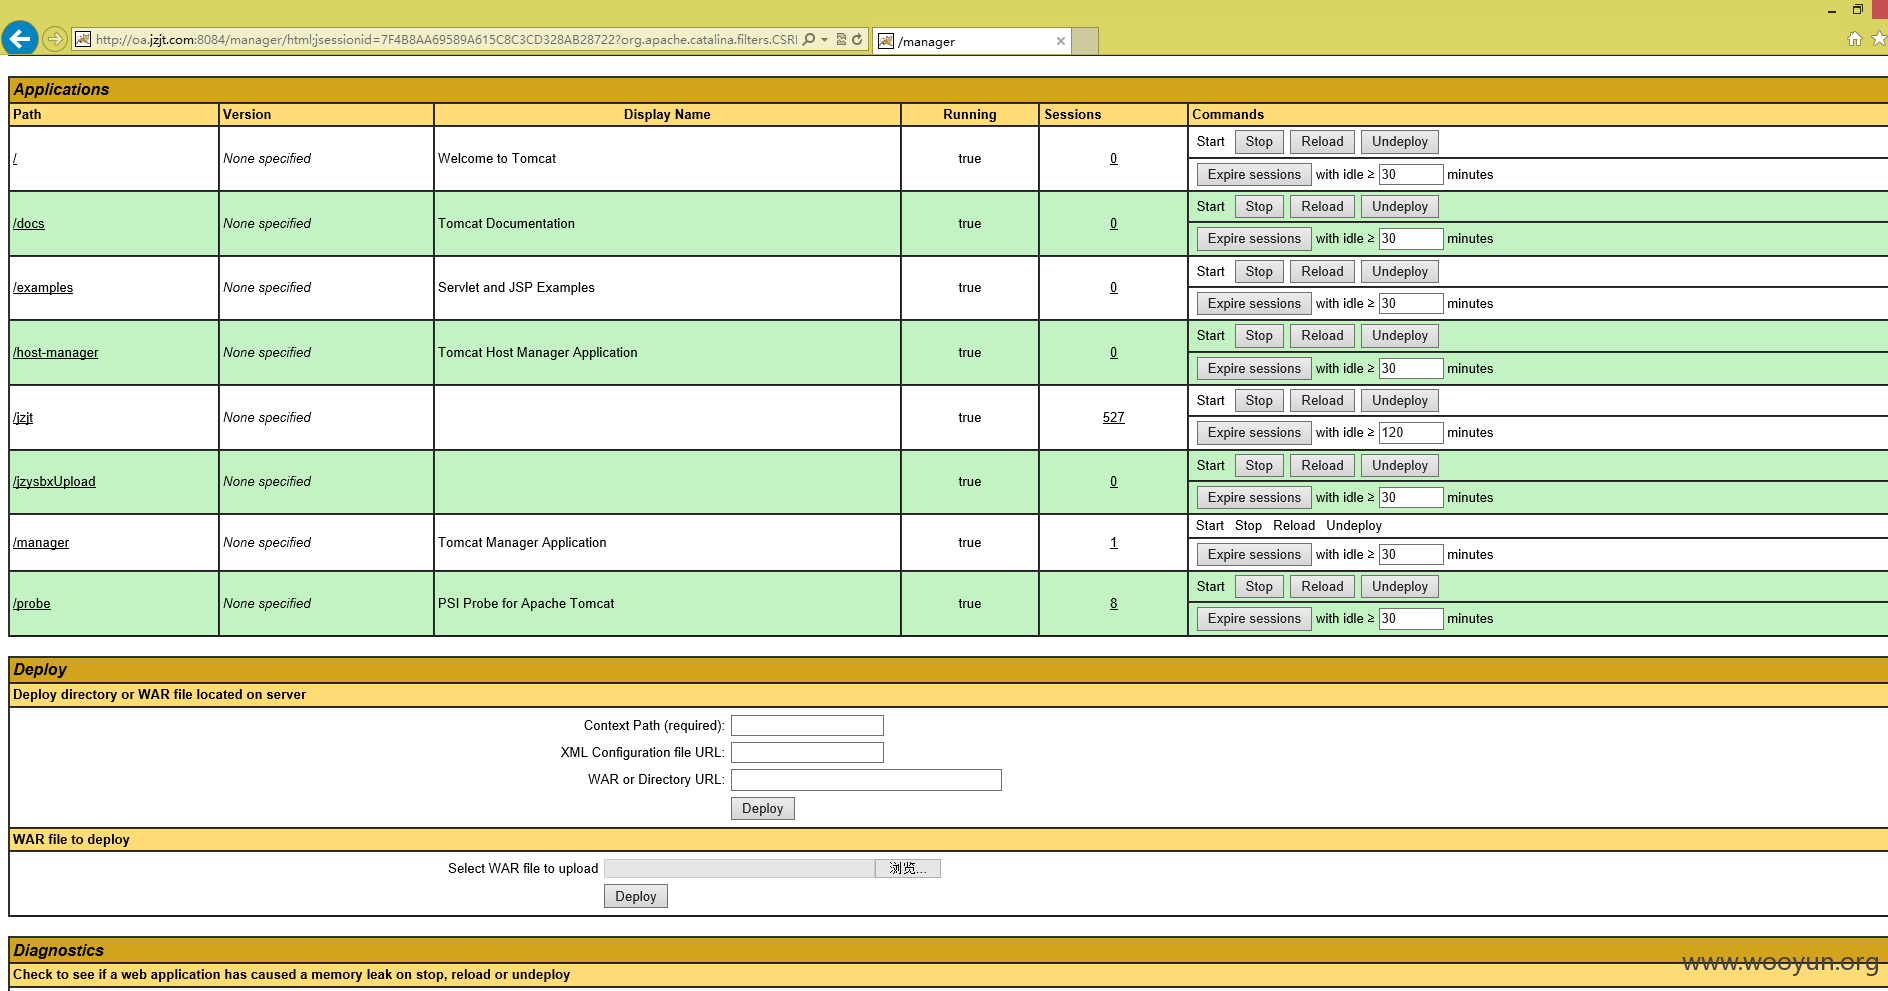 http://oa.jzjt.com:8084/manager/html;jsessionid=7F4B8AA69589A615C8C3CD328AB28722?org.apache.catalina.filters.CSRI
/manager
Applications
Path Version Display Name Running Sessions Commands
/ None specified Welcome to Tomcat true 0 Start Stop Reload Undeploy
Expire sessions with idle ≥ 30 minutes
/docs None specified Tomcat Documentation true 0 Start Stop Reload Undeploy
Expire sessions with idle ≥ 30 minutes
/examples None specified Servlet and JSP Examples true 0 Start Stop Reload Undeploy
Expire sessions with idle ≥ 30 minutes
/host-manager None specified Tomcat Host Manager Application true 0 Start Stop Reload Undeploy
Expire sessions with idle ≥ 30 minutes
/jzjt None specified true 527 Start Stop Reload Undeploy
Expire sessions with idle ≥ 120 minutes
/jzysbxUpload None specified true 0 Start Stop Reload Undeploy
Expire sessions with idle ≥ 30 minutes
/manager None specified Tomcat Manager Application true 1 Start Stop Reload Undeploy
Expire sessions with idle ≥ 30 minutes
/probe None specified PSI Probe for Apache Tomcat true 8 Start Stop Reload Undeploy
Expire sessions with idle ≥ 30 minutes
Deploy
Deploy directory or WAR file located on server
Context Path (required):
XML Configuration file URL:
WAR or Directory URL:
Deploy
WAR file to deploy
Select WAR file to upload 浏览...
Deploy
Diagnostics
Check to see if a web application has caused a memory leak on stop, reload or undeploy
www.wooyun.org